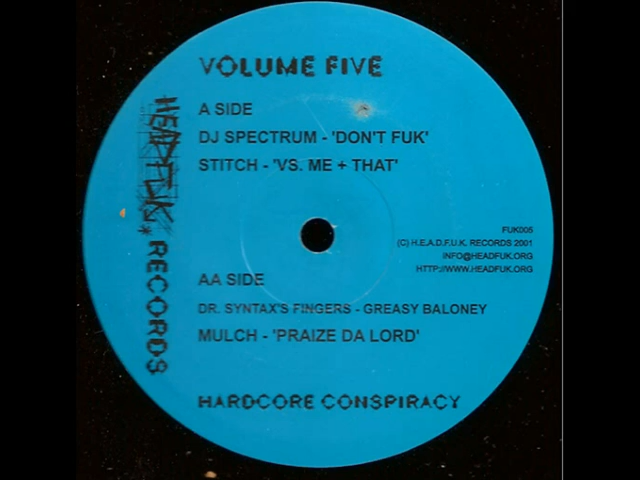 VOLUME FIVE
A SIDE
DJ SPECTRUM - 'DON'T FUK'
STITCH - 'VS. ME + THAT'
HEADFUK RECORDS
FUK005
(C) H.E.A.D.F.U.K. RECORDS 2001
INFO@HEADFUK.ORG
HTTP://WWW.HEADFUK.ORG
AA SIDE
DR. SYNTAX'S FINGERS - GREASY BALONEY
MULCH - 'PRAIZE DA LORD'
HARDCORE CONSPIRACY